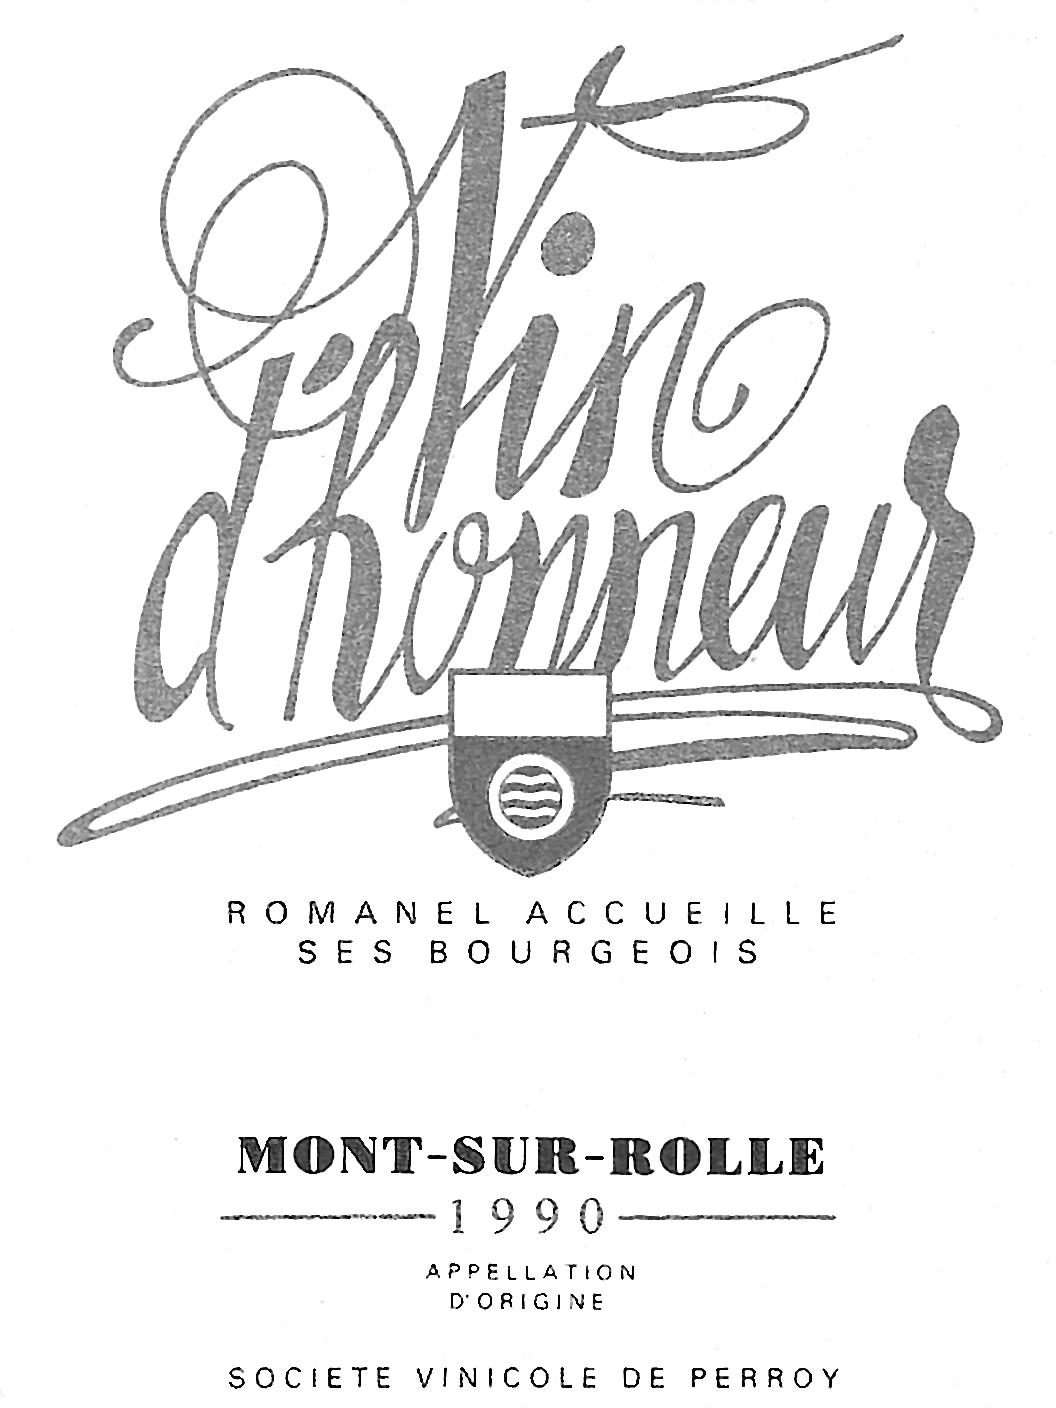 Vin
d'honneur
ROMANEL ACCUEILLE
SES BOURGEOIS
MONT-SUR-ROLLE
1990
APPELLATION
D'ORIGINE
SOCIETE VINICOLE DE PERROY